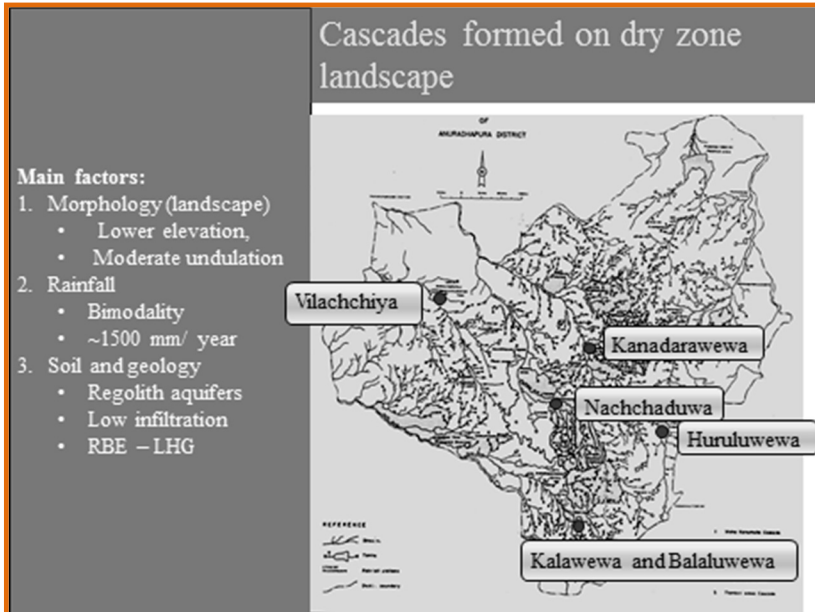 Cascades formed on dry zone
landscape
Main factors:
1. Morphology (landscape)
• Lower elevation,
• Moderate undulation
2. Rainfall
• Bimodality
• ~1500 mm/ year
3. Soil and geology
• Regolith aquifers
• Low infiltration
• RBE – LHG
OF
ANURADHAPURA DISTRICT
Vilachchiya
Kanadarawewa
Nachchaduwa
Huruluwewa
Kalawewa and Balaluwewa
REFERENCE